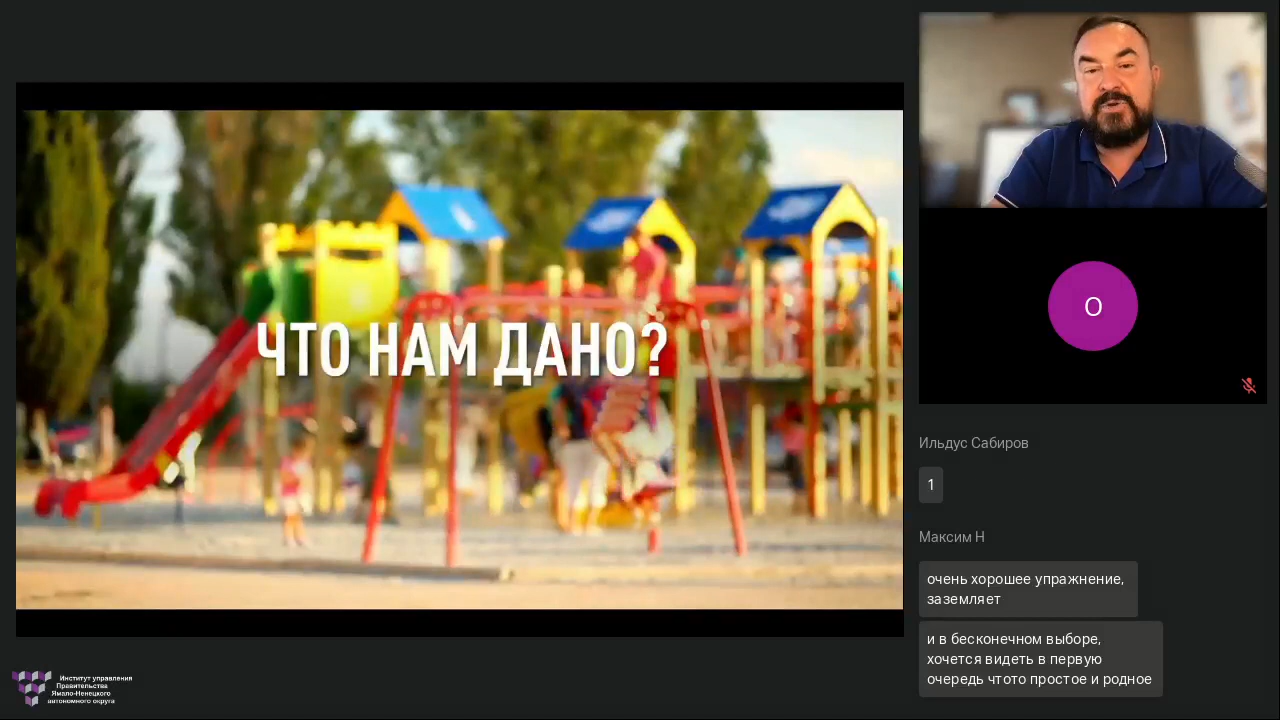 ЧТО НАМ ДАНО?
О
Ильдус Сабиров
1
Максим Н
очень хорошее упражнение,
заземляет
и в бесконечном выборе,
хочется видеть в первую
очередь чтото простое и родное
Институт управления
Правительства
Ямало-Ненецкого
автономного округа